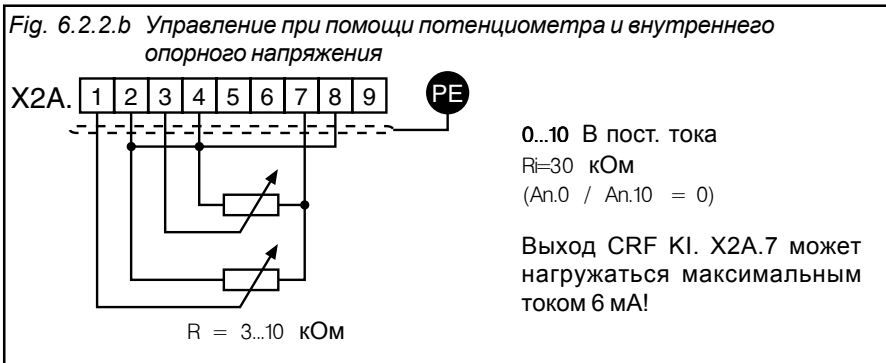 Fig. 6.2.2.b Управление при помощи потенциометра и внутреннего
опорного напряжения
X2A. 1 2 3 4 5 6 7 8 9 PE
0...10 В пост. тока
Ri=30 кОм
(An.0 / An.10 = 0)
Выход CRF KI. X2A.7 может
нагружаться максимальным
током 6 мА!
R = 3...10 кОм